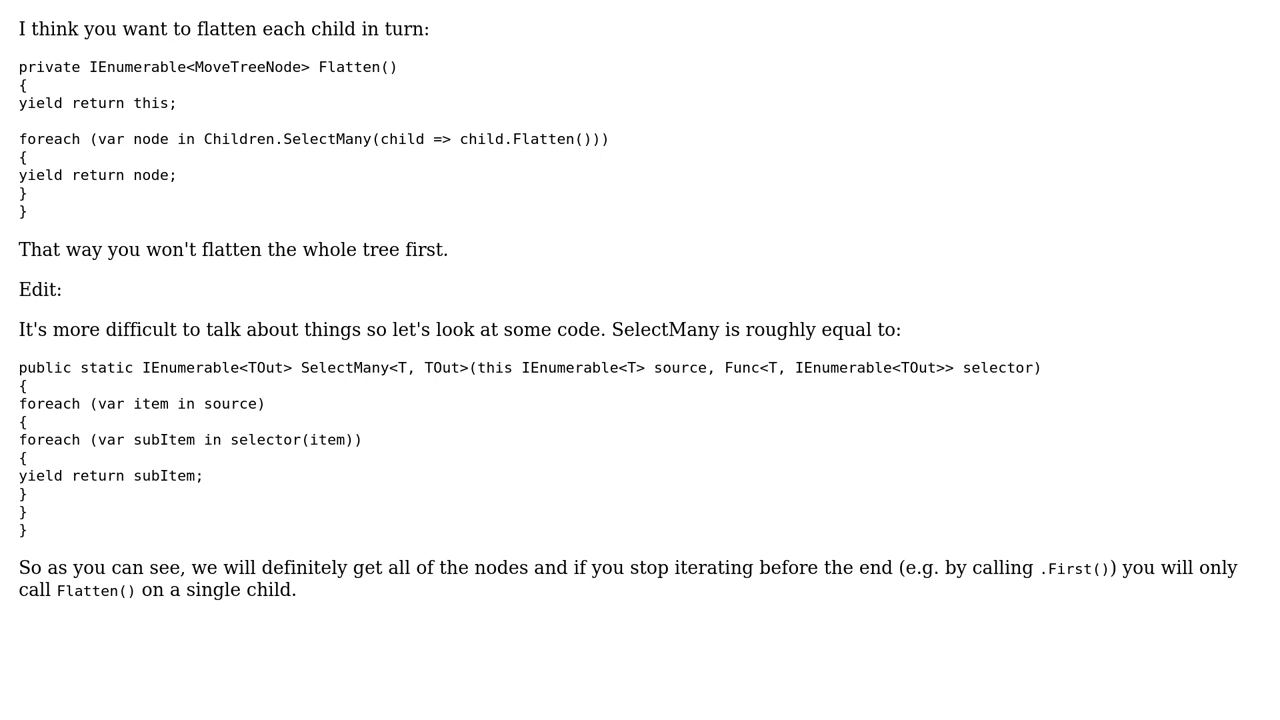 I think you want to flatten each child in turn:
private IEnumerable<MoveTreeNode> Flatten()
{
yield return this;
foreach (var node in Children.SelectMany(child => child.Flatten()))
{
yield return node;
}
}
That way you won't flatten the whole tree first.
Edit:
It's more difficult to talk about things so let's look at some code. SelectMany is roughly equal to:
public static IEnumerable<TOut> SelectMany<T, TOut>(this IEnumerable<T> source, Func<T, IEnumerable<TOut>> selector)
{
foreach (var item in source)
{
foreach (var subItem in selector(item))
{
yield return subItem;
}
}
}
So as you can see, we will definitely get all of the nodes and if you stop iterating before the end (e.g. by calling .First()) you will only
call Flatten() on a single child.